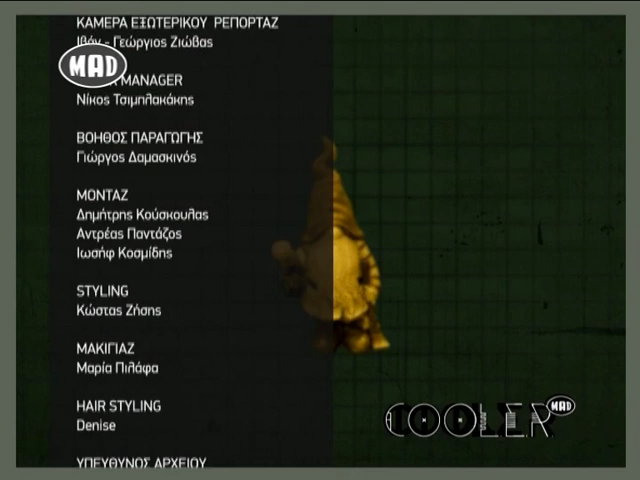 ΚΑΜΕΡΑ ΕΞΩΤΕΡΙΚΟΥ ΡΕΠΟΡΤΑΖ
Ιβάν - Γεώργιος Ζιώβας
MAD
MANAGER
Νίκος Τσιμπλακάκης
ΒΟΗΘΟΣ ΠΑΡΑΓΩΓΗΣ
Γιώργος Δαμασκινός
ΜΟΝΤΑΖ
Δημήτρης Κούσκουλας
Αντρέας Παντάζος
Ιωσήφ Κοσμίδης
STYLING
Κώστας Ζήσης
ΜΑΚΙΓΙΑΖ
Μαρία Πιλάφα
HAIR STYLING
Denise
ΥΠΕΥΘΥΝΟΣ ΑΡΧΕΙΟΥ
COOLER
MAD